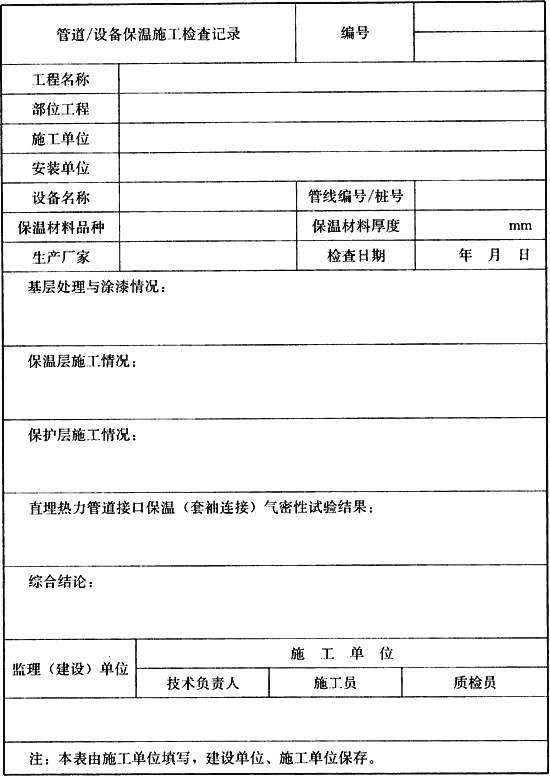 管道/设备保温施工检查记录 编号
工程名称
部位工程
施工单位
安装单位
设备名称 管线编号/桩号
保温材料品种 保温材料厚度 mm
生产厂家 检查日期 年 月 日
基层处理与涂漆情况：
保温层施工情况：
保护层施工情况：
直埋热力管道接口保温（套袖连接）气密性试验结果：
综合结论：
监理（建设）单位 施 工 单 位
技术负责人 施工员 质检员
注：本表由施工单位填写，建设单位、施工单位保存。